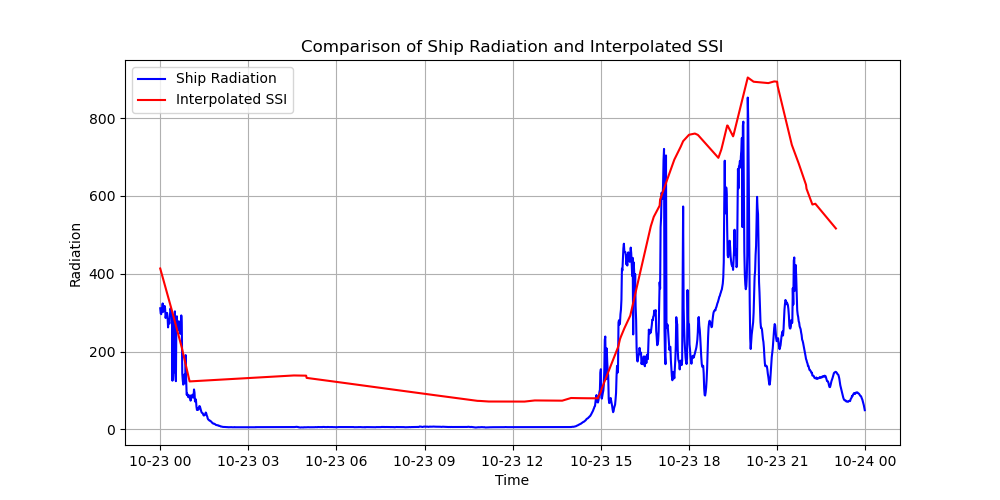 Comparison of Ship Radiation and Interpolated SSI
Ship Radiation
Interpolated SSI
Radiation
800
600
400
200
0
10-23 00 10-23 03 10-23 06 10-23 09 10-23 12 10-23 15 10-23 18 10-23 21 10-24 00
Time